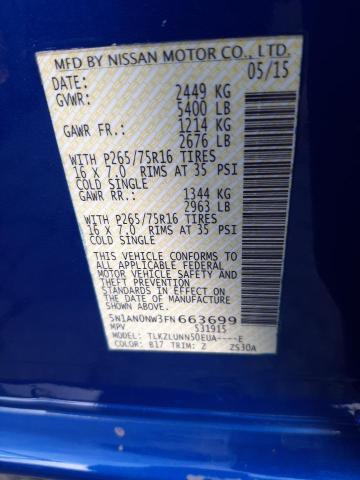 MFD BY NISSAN MOTOR CO., LTD.
DATE: 05/15
GVWR: 2449 KG
5400 LB
GAWR FR.: 1214 KG
2676 LB
WITH P265/75R16 TIRES
16 X 7.0 RIMS AT 35 PSI
COLD SINGLE
GAWR RR.: 1344 KG
2963 LB
WITH P265/75R16 TIRES
16 X 7.0 RIMS AT 35 PSI
COLD SINGLE
THIS VEHICLE CONFORMS TO
ALL APPLICABLE FEDERAL
MOTOR VEHICLE SAFETY AND
THEFT PREVENTION
STANDARDS IN EFFECT ON
THE DATE OF MANUFACTURE
SHOWN ABOVE.
5N1AN0NW3FN663699
MPV 531915
MODEL: TLKZLUNN50EUA----E
COLOR: B17 TRIM: Z ZS30A